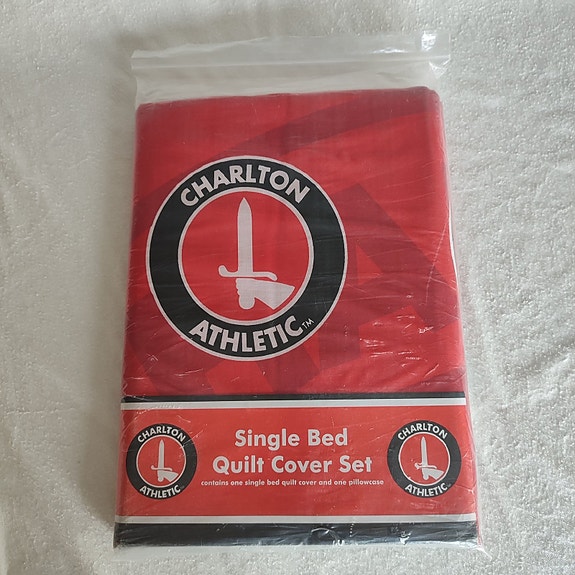 CHARLTON
ATHLETIC™
Single Bed
Quilt Cover Set
contains one single bed quilt cover and one pillowcase
CHARLTON
ATHLETIC
CHARLTON
ATHLETIC